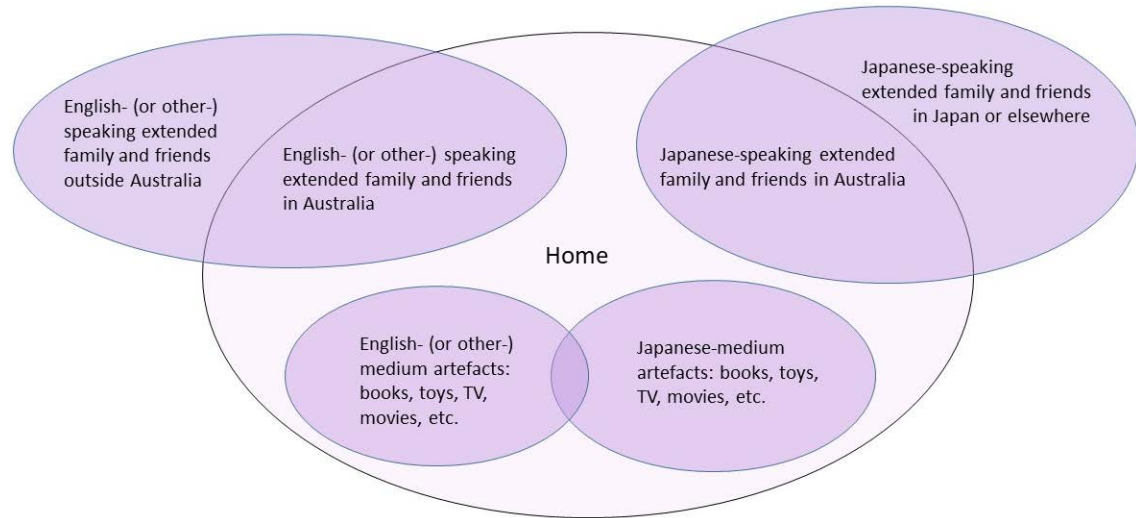 English- (or other-)
speaking extended
family and friends
outside Australia
English- (or other-) speaking
extended family and friends
in Australia
Japanese-speaking
extended family and friends
in Japan or elsewhere
Japanese-speaking extended
family and friends in Australia
Home
English- (or other-)
medium artefacts:
books, toys, TV,
movies, etc.
Japanese-medium
artefacts: books, toys,
TV, movies, etc.